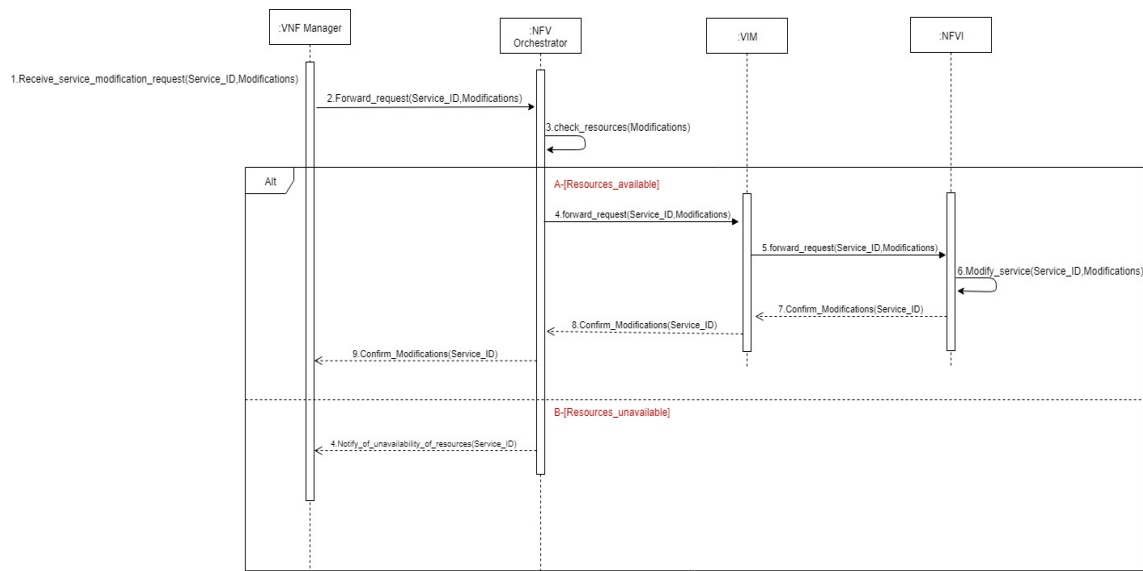 :VNF Manager
:NFV
Orchestrator
:VIM
:NFVI
1.Receive_service_modification_request(Service_ID,Modifications)
2.Forward_request(Service_ID,Modifications)
3.check_resources(Modifications)
Alt
A-[Resources_available]
4.forward_request(Service_ID,Modifications)
5.forward_request(Service_ID,Modifications)
6.Modify_service(Service_ID,Modifications)
7.Confirm_Modifications(Service_ID)
8.Confirm_Modifications(Service_ID)
9.Confirm_Modifications(Service_ID)
B-[Resources_unavailable]
4.Notify_of_unavailability_of_resources(Service_ID)